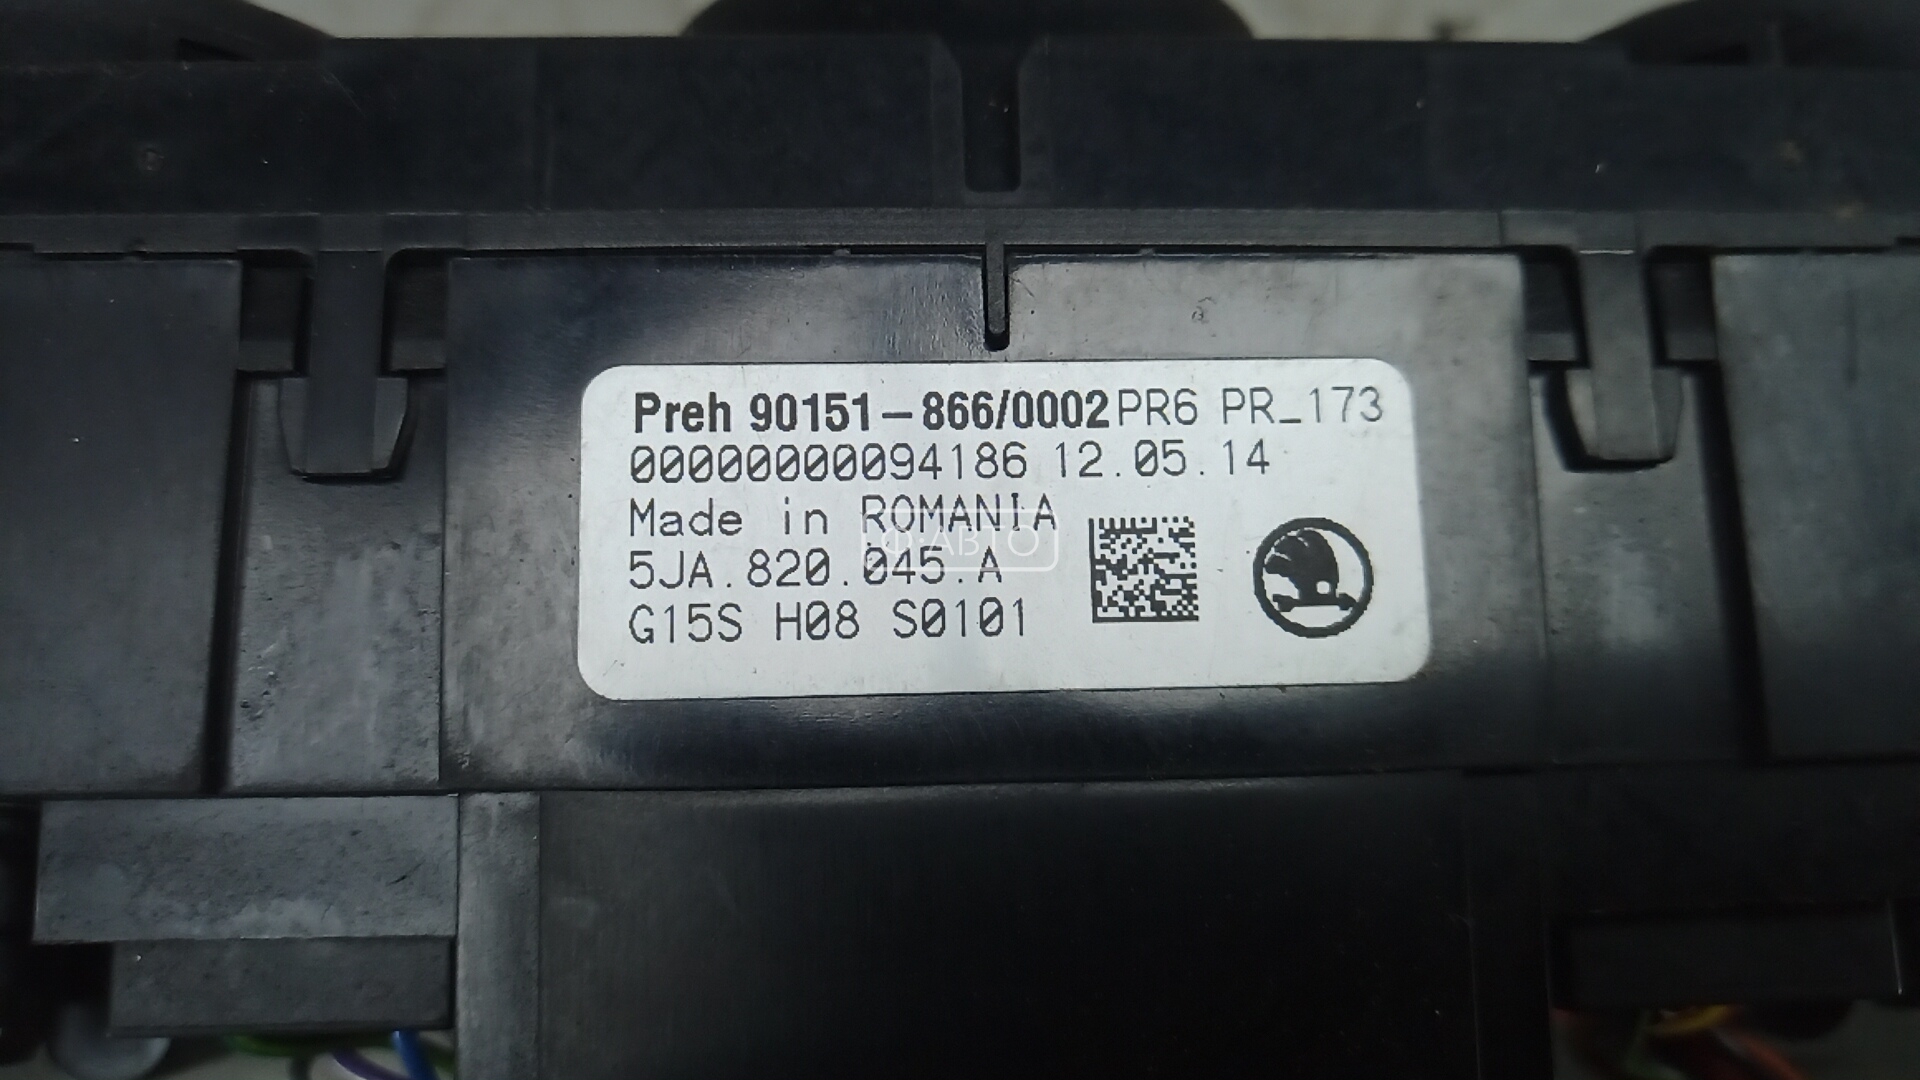 Preh 90151-866/0002 PR6 PR_173
00000000094186 12.05.14
Made in ROMANIA
5JA.820.045.A
G15S H08 S0101
АВТО